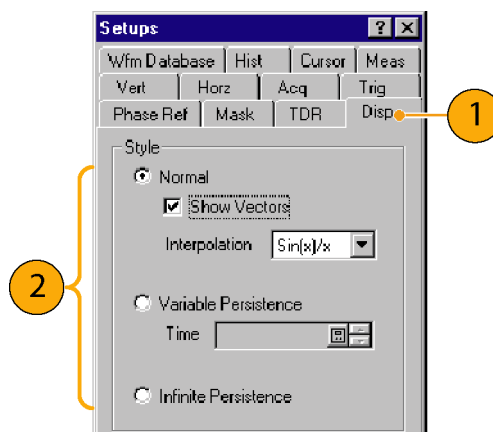 Setups ? ×
Wfm Database Hist Cursor Meas
Vert Horz Acq Trig
Phase Ref Mask TDR Disp 1
Style
Normal
Show Vectors
Interpolation Sin(x)/x
2
Variable Persistence
Time
Infinite Persistence